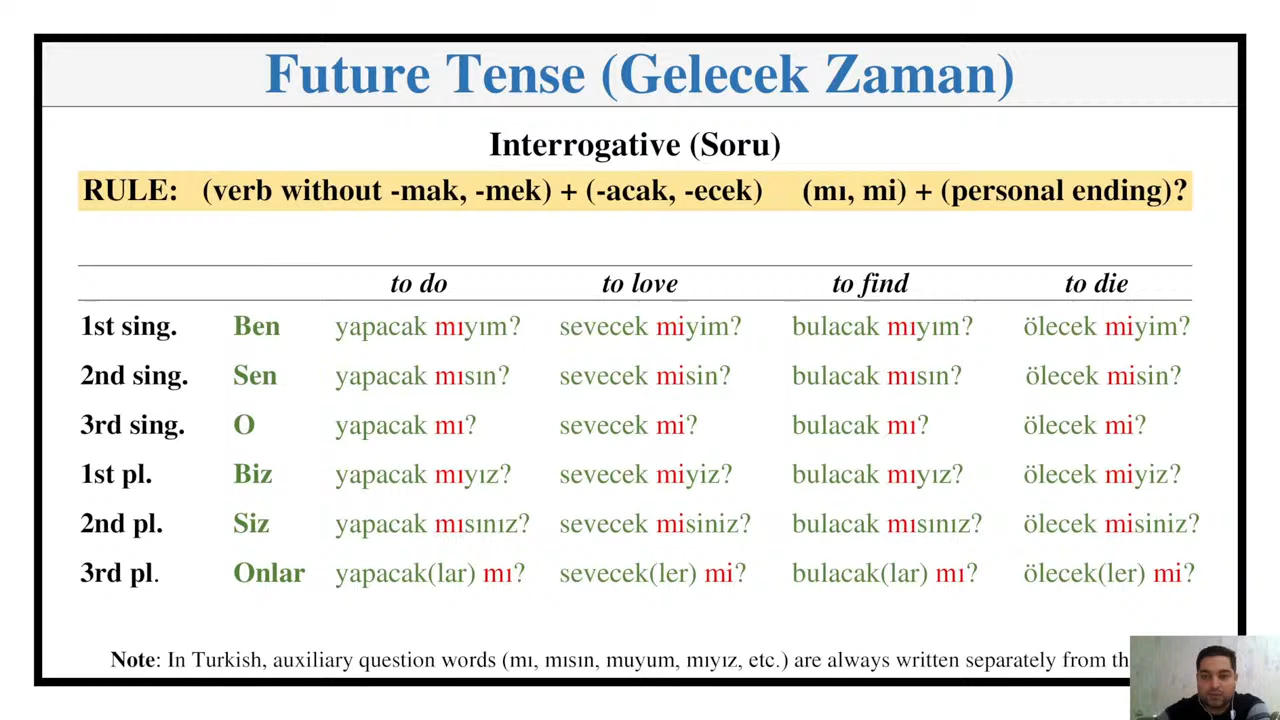 Future Tense (Gelecek Zaman)
Interrogative (Soru)
RULE: (verb without -mak, -mek) + (-acak, -ecek) (mı, mi) + (personal ending)?
to do to love to find to die
1st sing. Ben yapacak mıyım? sevecek miyim? bulacak mıyım? ölecek miyim?
2nd sing. Sen yapacak mısın? sevecek misin? bulacak mısın? ölecek misin?
3rd sing. O yapacak mı? sevecek mi? bulacak mı? ölecek mi?
1st pl. Biz yapacak mıyız? sevecek miyiz? bulacak mıyız? ölecek miyiz?
2nd pl. Siz yapacak mısınız? sevecek misiniz? bulacak mısınız? ölecek misiniz?
3rd pl. Onlar yapacak(lar) mı? sevecek(ler) mi? bulacak(lar) mı? ölecek(ler) mi?
Note: In Turkish, auxiliary question words (mı, mısın, muyum, mıyız, etc.) are always written separately from